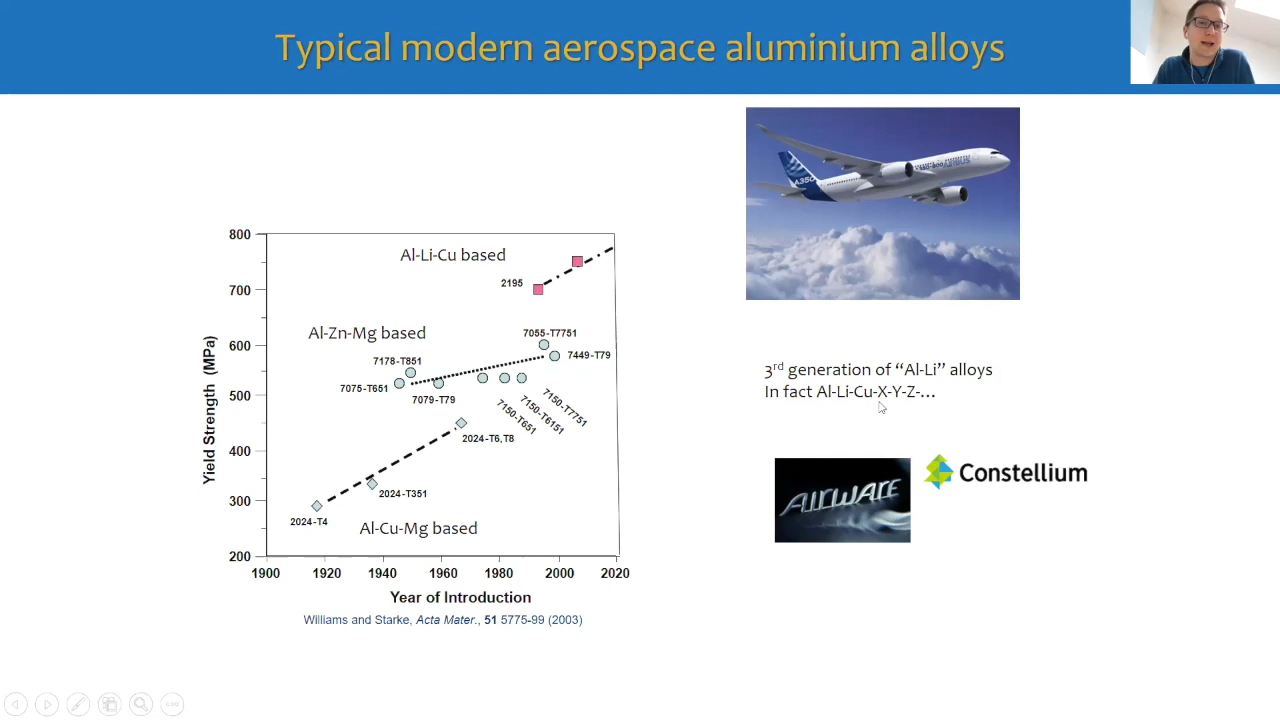 Typical modern aerospace aluminium alloys
800
700
600
500
400
300
200
Yield Strength (MPa)
Al-Li-Cu based
2195
Al-Zn-Mg based
7055-T7751
7449-T79
7178-T851
7075-T651
7079-T79
7150-T651
7150-T6151
7150-T7751
2024-T6,T8
2024-T351
2024-T4
Al-Cu-Mg based
1900 1920 1940 1960 1980 2000 2020
Year of Introduction
Williams and Starke, Acta Mater., 51 5775-99 (2003)
A350
AIRBUS
3rd generation of “Al-Li” alloys
In fact Al-Li-Cu-X-Y-Z-…
AIRWARE
Constellium